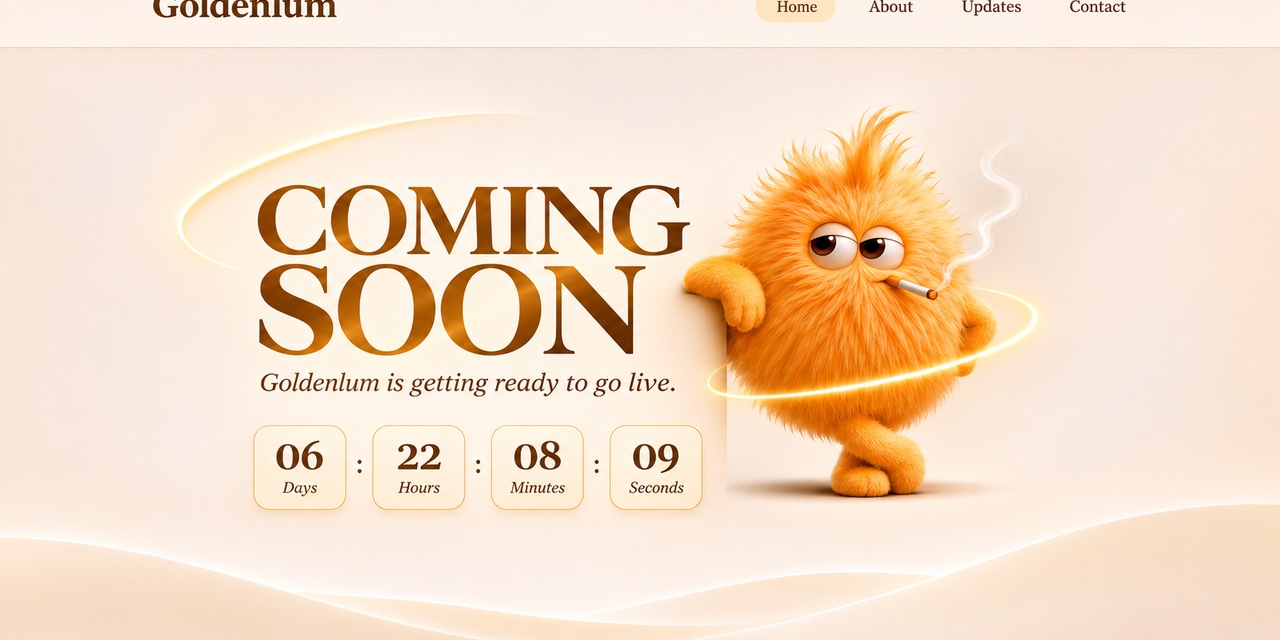 Goldenlum
Home About Updates Contact
COMING
SOON
Goldenlum is getting ready to go live.
06 : 22 : 08 : 09
Days Hours Minutes Seconds